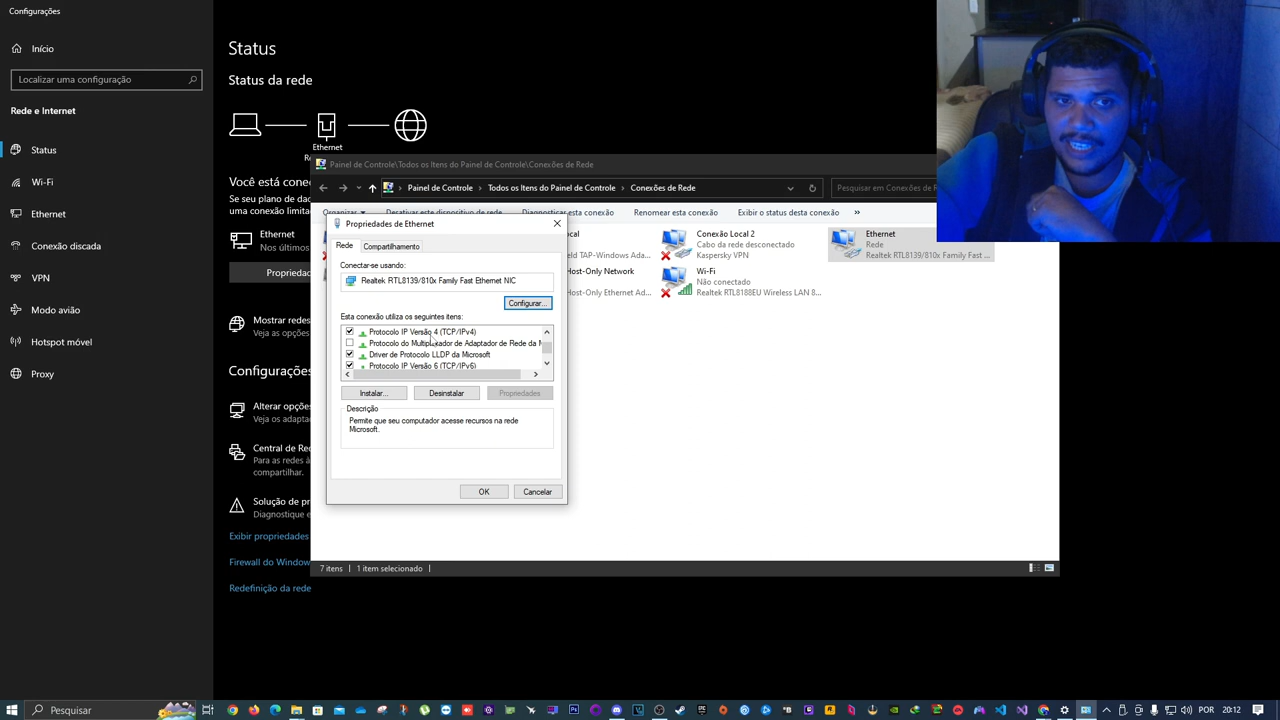 Configurações
Início
Localizar uma configuração
Rede e Internet
Status
Wi-Fi
Ethernet
Conexão discada
VPN
Modo avião
Hotspot móvel
Proxy
Status
Status da rede
Ethernet
Você está cone
Se seu plano de da
uma conexão limita
Ethernet
Nos últimos
Propriedad
Mostrar redes
Configuraçõe
Alterar opçõe
Veja os adapta
Central de Red
Para as redes à
compartilhar.
Solução de pr
Diagnostique e
Exibir propriedades
Firewall do Window
Redefinição da rede
Painel de Controle\Todos os Itens do Painel de Controle\Conexões de Rede
Painel de Controle
Todos os Itens do Painel de Controle
Conexões de Rede
Pesquisar em Conexões de R
Organizar
Desativar este dispositivo de rede
Diagnosticar esta conexão
Renomear esta conexão
Exibir o status desta conexão
»
Conexão Local 2
Cabo da rede desconectado
Kaspersky VPN
Ethernet
Rede
Realtek RTL8139/810x Family Fast ...
Host-Only Network
Host-Only Ethernet Ad...
Wi-Fi
Não conectado
Realtek RTL8188EU Wireless LAN 8...
Propriedades de Ethernet
Rede
Compartilhamento
Conectar-se usando:
Realtek RTL8139/810x Family Fast Ethernet NIC
Configurar...
Esta conexão utiliza os seguintes itens:
Protocolo IP Versão 4 (TCP/IPv4)
Protocolo do Multiplexador de Adaptador de Rede da M
Driver de Protocolo LLDP da Microsoft
Protocolo IP Versão 6 (TCP/IPv6)
Instalar...
Desinstalar
Propriedades
Descrição
Permite que seu computador acesse recursos na rede
Microsoft.
OK
Cancelar
7 itens
1 item selecionado
Pesquisar
POR
20:12